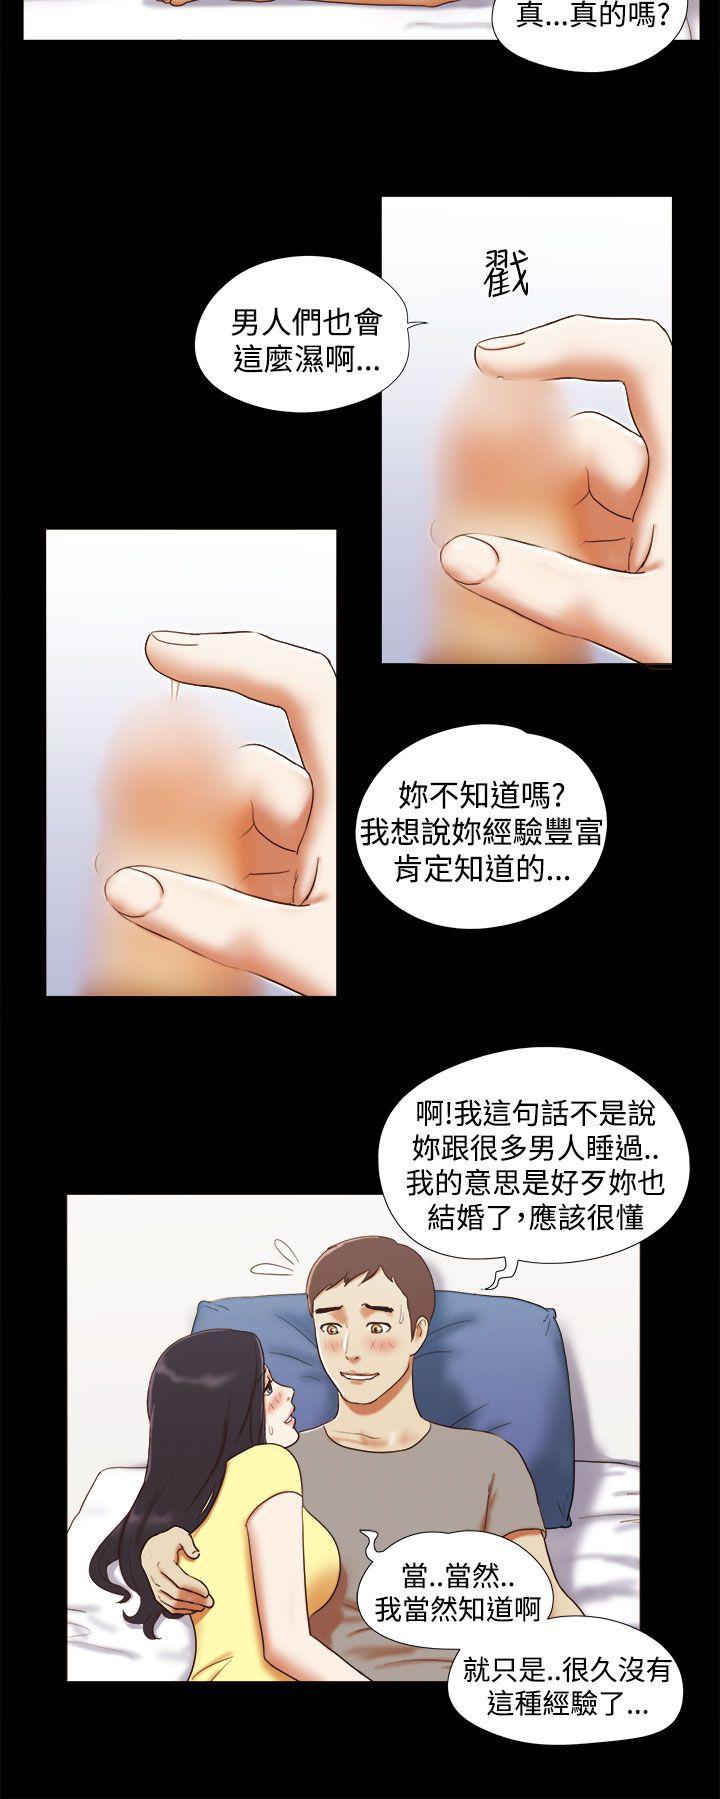 真...真的嗎?
戳
男人們也會
這麼濕啊...
妳不知道嗎?
我想說妳經驗豐富
肯定知道的...
啊!我這句話不是說
妳跟很多男人睡過..
我的意思是好歹妳也
結婚了,應該很懂
當..當然..
我當然知道啊
就只是..很久沒有
這種經驗了...